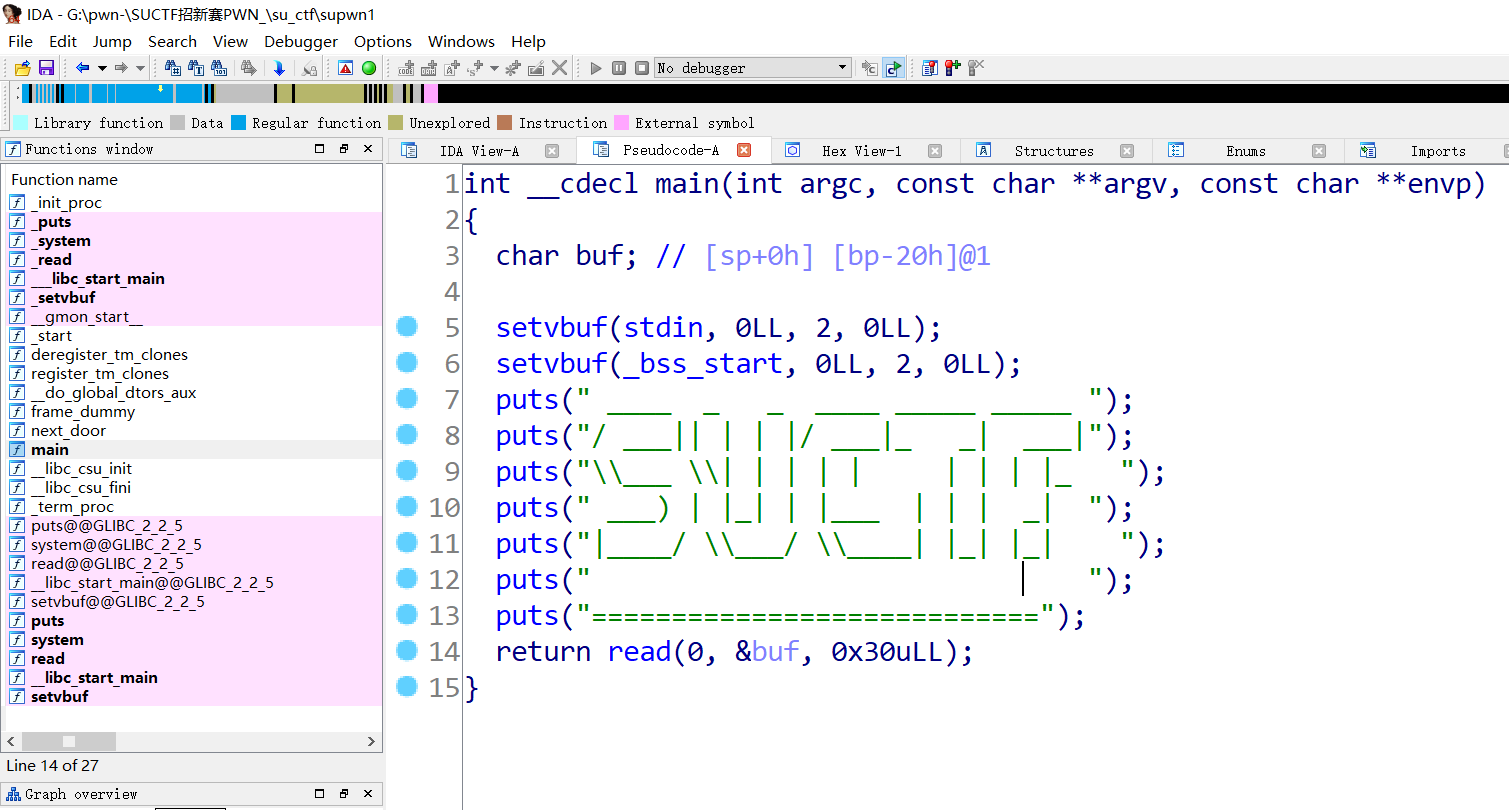 IDA - G:\pwn-\SUCTF招新赛PWN_\su_ctf\supwn1
File Edit Jump Search View Debugger Options Windows Help
No debugger
Library function Data Regular function Unexplored Instruction External symbol
Functions window
IDA View-A Pseudocode-A Hex View-1 Structures Enums Imports
Function name
_init_proc
_puts
_system
_read
___libc_start_main
_setvbuf
__gmon_start__
_start
deregister_tm_clones
register_tm_clones
__do_global_dtors_aux
frame_dummy
next_door
main
__libc_csu_init
__libc_csu_fini
_term_proc
puts@@GLIBC_2_2_5
system@@GLIBC_2_2_5
read@@GLIBC_2_2_5
__libc_start_main@@GLIBC_2_2_5
setvbuf@@GLIBC_2_2_5
puts
system
read
__libc_start_main
setvbuf
Line 14 of 27
Graph overview
1 int __cdecl main(int argc, const char **argv, const char **envp)
2 {
3   char buf; // [sp+0h] [bp-20h]@1
4
5   setvbuf(stdin, 0LL, 2, 0LL);
6   setvbuf(_bss_start, 0LL, 2, 0LL);
7   puts(" ____  _   _  ____ _____ _____ ");
8   puts("/ ___|| | | |/ ___|_   _|  ___|");
9   puts("\\___ \\| | | | |     | | | |_   ");
10   puts(" ___) | |_| | |___  | | |  _|  ");
11   puts("|____/ \\___/ \\____| |_| |_|    ");
12   puts("                               ");
13   puts("============================");
14   return read(0, &buf, 0x30uLL);
15 }